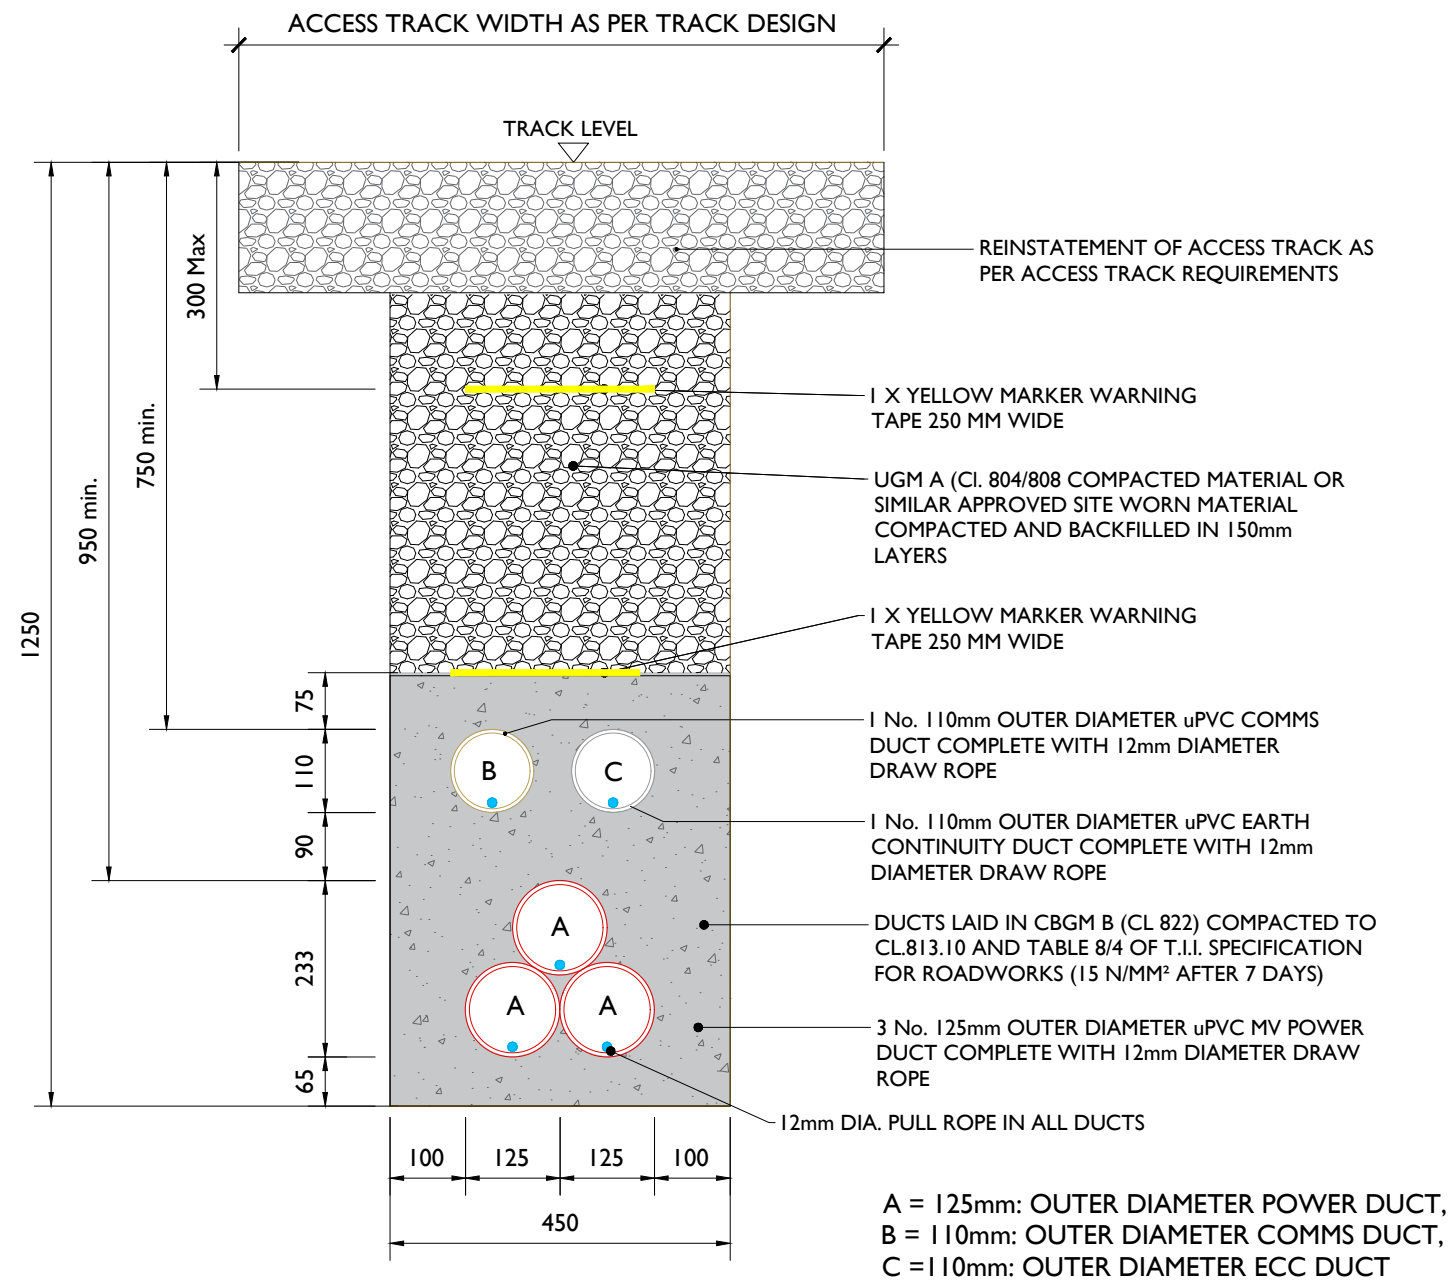 ACCESS TRACK WIDTH AS PER TRACK DESIGN
TRACK LEVEL
300 Max
750 min.
950 min.
1250
REINSTATEMENT OF ACCESS TRACK AS
PER ACCESS TRACK REQUIREMENTS
1 X YELLOW MARKER WARNING
TAPE 250 MM WIDE
UGM A (Cl. 804/808 COMPACTED MATERIAL OR
SIMILAR APPROVED SITE WORN MATERIAL
COMPACTED AND BACKFILLED IN 150mm
LAYERS
1 X YELLOW MARKER WARNING
TAPE 250 MM WIDE
75
110
90
233
65
B
C
A
A
A
1 No. 110mm OUTER DIAMETER uPVC COMMS
DUCT COMPLETE WITH 12mm DIAMETER
DRAW ROPE
1 No. 110mm OUTER DIAMETER uPVC EARTH
CONTINUITY DUCT COMPLETE WITH 12mm
DIAMETER DRAW ROPE
DUCTS LAID IN CBGM B (CL 822) COMPACTED TO
CL.813.10 AND TABLE 8/4 OF T.I.I. SPECIFICATION
FOR ROADWORKS (15 N/MM² AFTER 7 DAYS)
3 No. 125mm OUTER DIAMETER uPVC MV POWER
DUCT COMPLETE WITH 12mm DIAMETER DRAW
ROPE
12mm DIA. PULL ROPE IN ALL DUCTS
100
125
125
100
450
A = 125mm: OUTER DIAMETER POWER DUCT,
B = 110mm: OUTER DIAMETER COMMS DUCT,
C =110mm: OUTER DIAMETER ECC DUCT